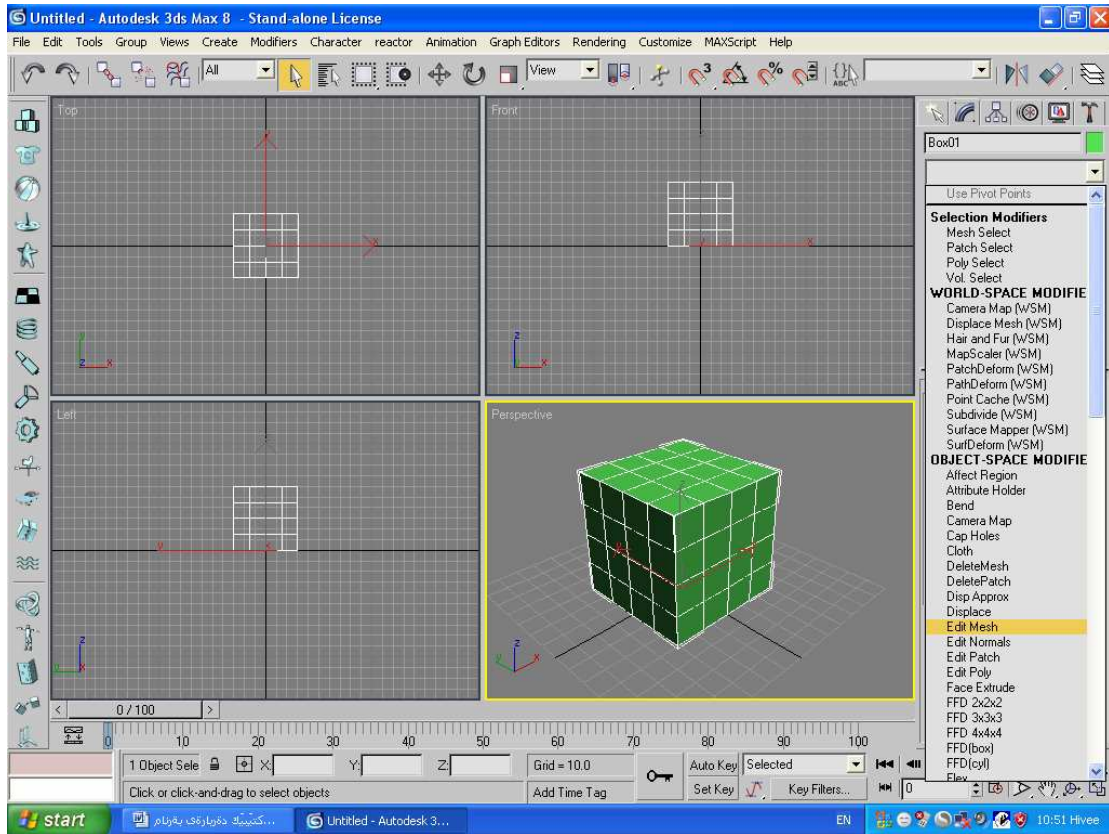 Untitled - Autodesk 3ds Max 8 - Stand-alone License
File Edit Tools Group Views Create Modifiers Character reactor Animation Graph Editors Rendering Customize MAXScript Help
All
View
Top
Front
Left
Perspective
Box01
Use Pivot Points
Selection Modifiers
Mesh Select
Patch Select
Poly Select
Vol. Select
WORLD-SPACE MODIFIE
Camera Map (WSM)
Displace Mesh (WSM)
Hair and Fur (WSM)
MapScaler (WSM)
PatchDeform (WSM)
PathDeform (WSM)
Point Cache (WSM)
Subdivide (WSM)
Surface Mapper (WSM)
SurfDeform (WSM)
OBJECT-SPACE MODIFIE
Affect Region
Attribute Holder
Bend
Camera Map
Cap Holes
Cloth
DeleteMesh
DeletePatch
Disp Approx
Displace
Edit Mesh
Edit Normals
Edit Patch
Edit Poly
Face Extrude
FFD 2x2x2
FFD 3x3x3
FFD 4x4x4
FFD(box)
FFD(cyl)
Flex
0 / 100
0 10 20 30 40 50 60 70 80 90 100
1 Object Sele X: Y: Z: Grid = 10.0 Auto Key Selected
Click or click-and-drag to select objects Add Time Tag Set Key Key Filters... 0
start Autodesk 3... EN 10:51 Hivee